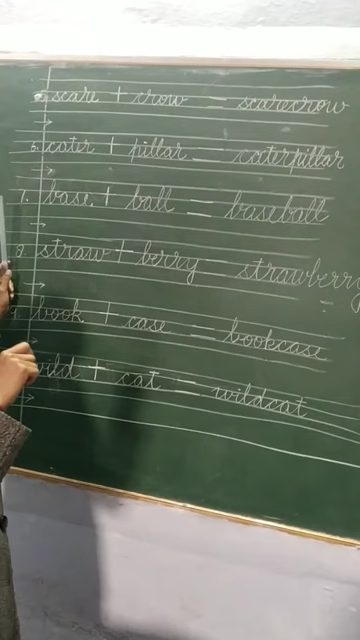 5. scare + crow — scarecrow
6. cater + pillar — caterpillar
7. base + ball — baseball
8 straw + berry — strawberry
book + case — bookcase
wild + cat — wildcat